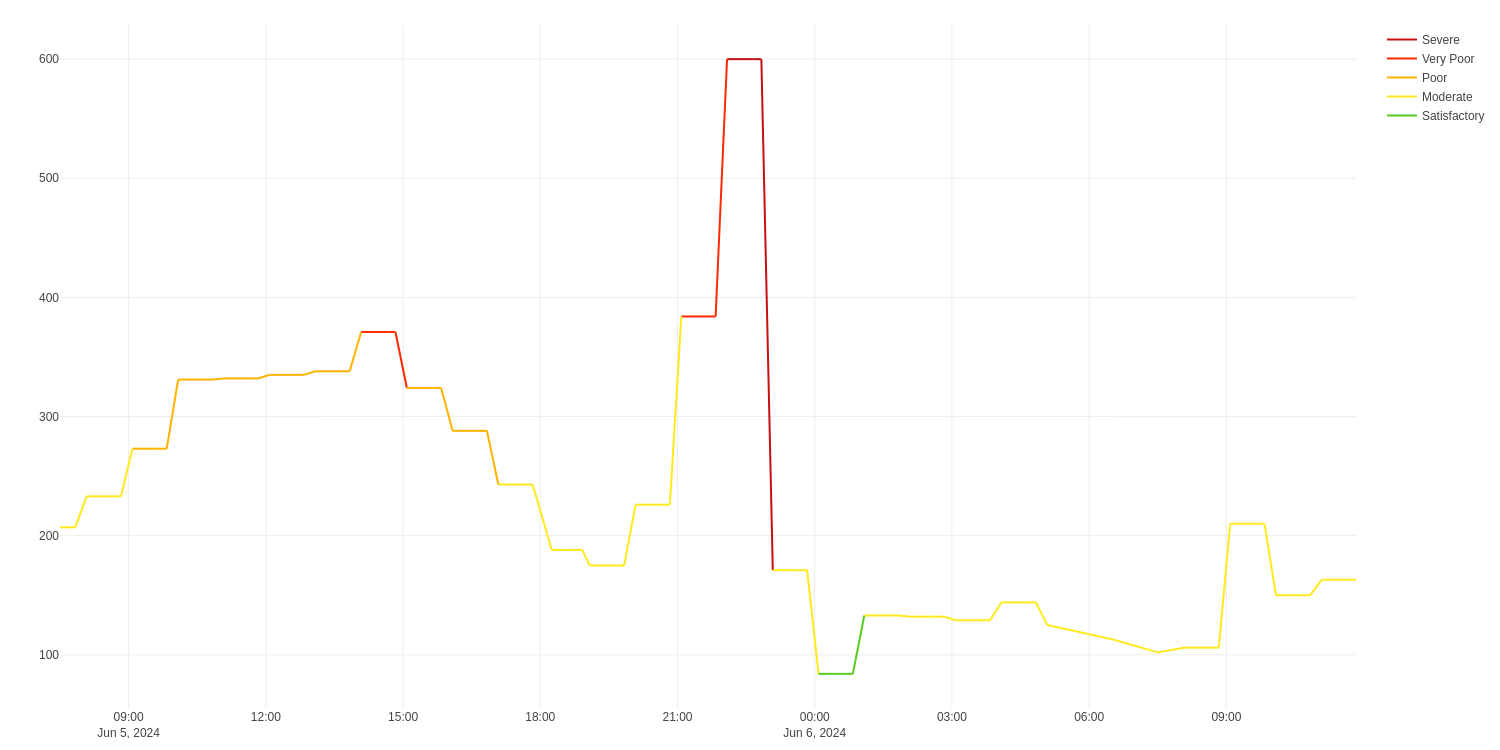 600
500
400
300
200
100
09:00
Jun 5, 2024
12:00
15:00
18:00
21:00
00:00
Jun 6, 2024
03:00
06:00
09:00
Severe
Very Poor
Poor
Moderate
Satisfactory